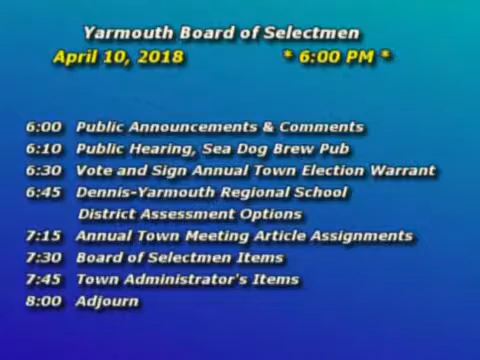 Yarmouth Board of Selectmen
April 10, 2018 * 6:00 PM *
6:00 Public Announcements & Comments
6:10 Public Hearing, Sea Dog Brew Pub
6:30 Vote and Sign Annual Town Election Warrant
6:45 Dennis-Yarmouth Regional School
District Assessment Options
7:15 Annual Town Meeting Article Assignments
7:30 Board of Selectmen Items
7:45 Town Administrator's Items
8:00 Adjourn